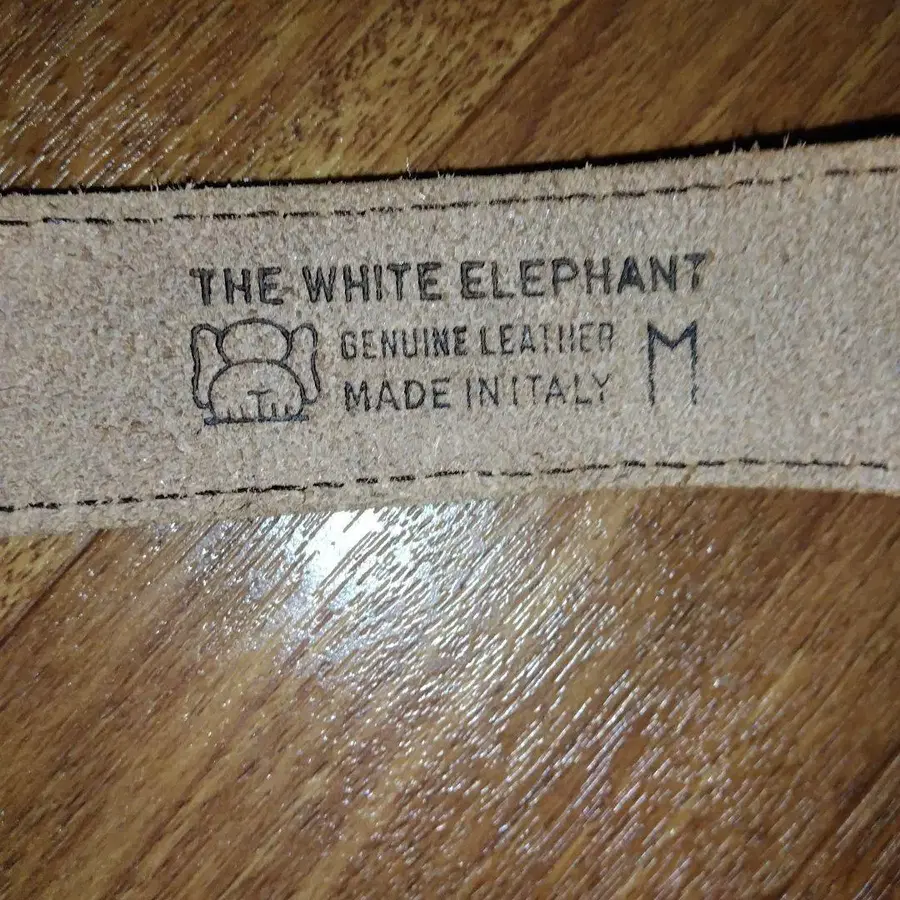 THE WHITE ELEPHANT
GENUINE LEATHER M
MADE IN ITALY